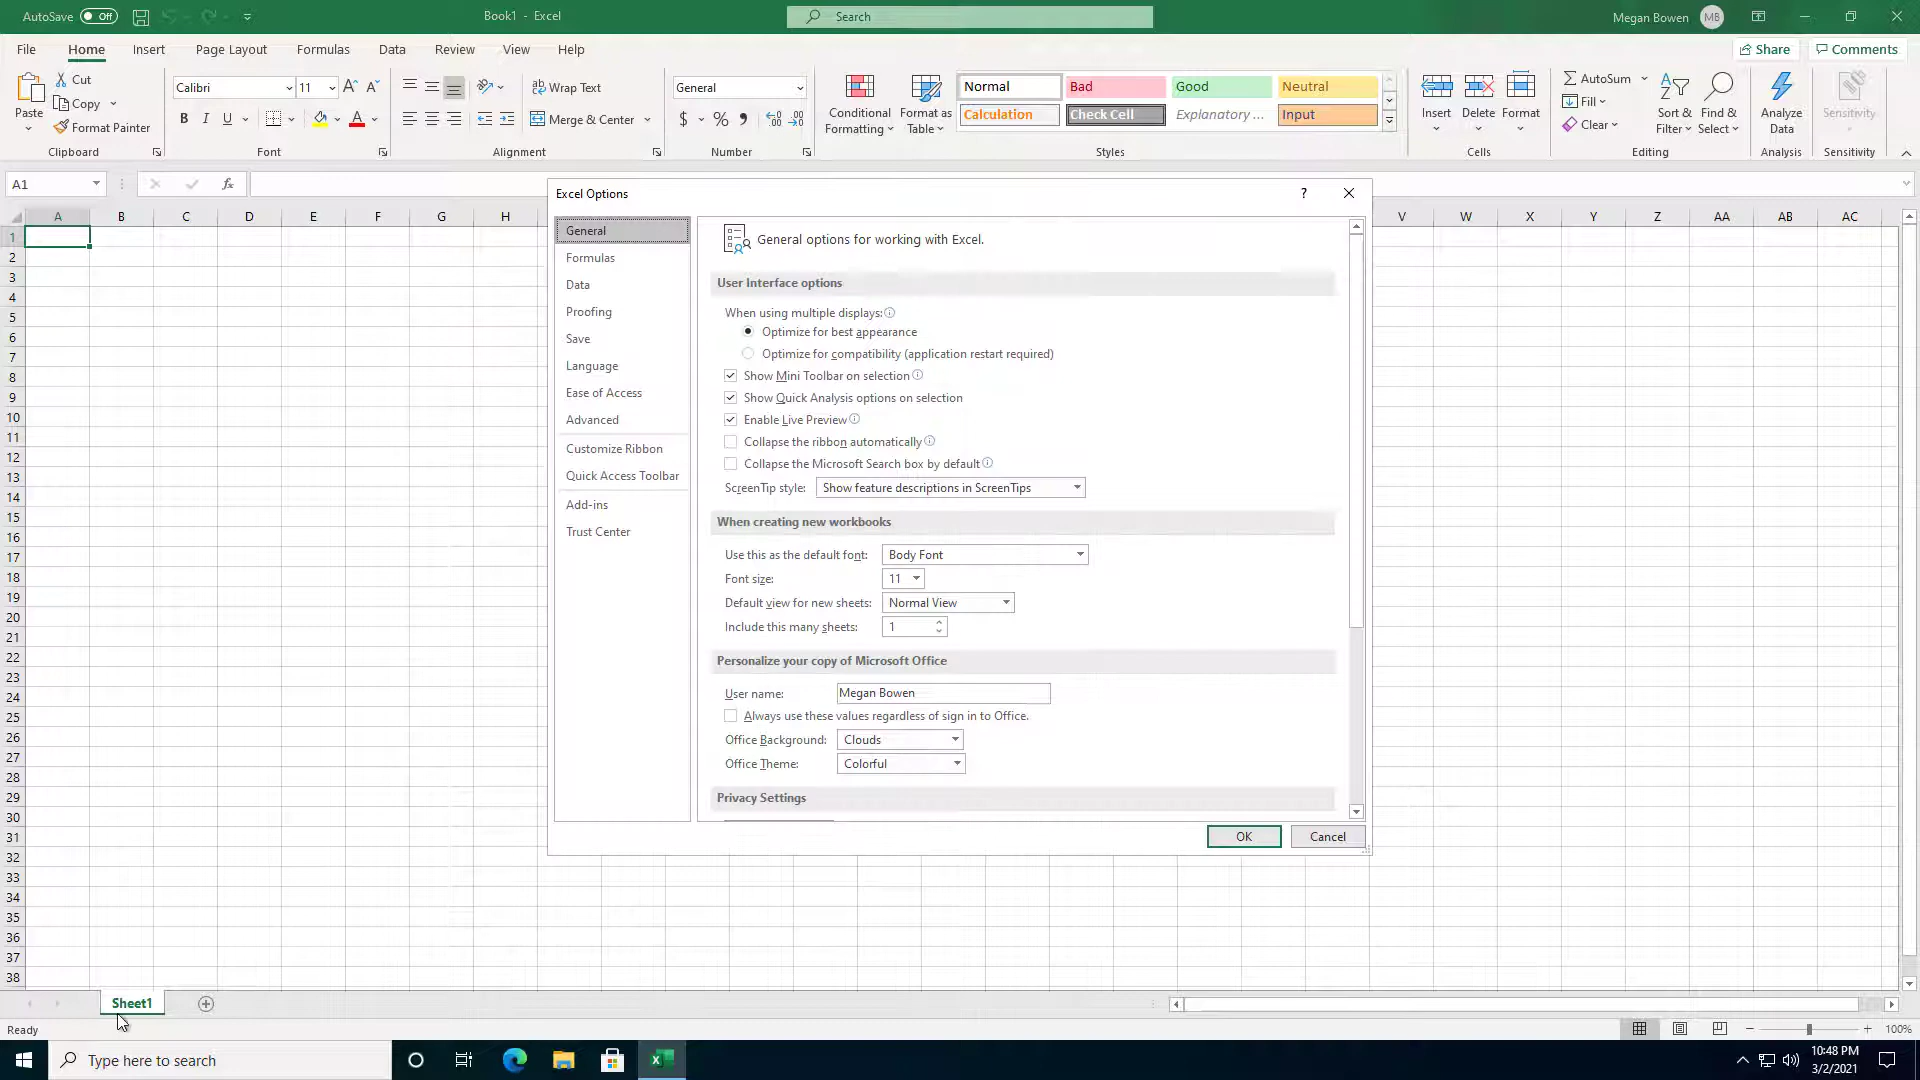 AutoSave Off Book1 - Excel Search Megan Bowen MB
File Home Insert Page Layout Formulas Data Review View Help Share Comments
Paste
Cut
Copy
Format Painter
Clipboard
Calibri 11
B I U
Font
Wrap Text
Merge & Center
Alignment
General
$ % 9
Number
Conditional Formatting
Format as Table
Normal Bad Good Neutral
Calculation Check Cell Explanatory ... Input
Styles
Insert Delete Format
Cells
AutoSum
Fill
Clear
Sort & Filter
Find & Select
Editing
Analyze Data
Analysis
Sensitivity
Sensitivity
A1 fx
A B C D E F G H V W X Y Z AA AB AC
1
2
3
4
5
6
7
8
9
10
11
12
13
14
15
16
17
18
19
20
21
22
23
24
25
26
27
28
29
30
31
32
33
34
35
36
37
38
Excel Options ?
General
Formulas
Data
Proofing
Save
Language
Ease of Access
Advanced
Customize Ribbon
Quick Access Toolbar
Add-ins
Trust Center
General options for working with Excel.
User Interface options
When using multiple displays:
Optimize for best appearance
Optimize for compatibility (application restart required)
Show Mini Toolbar on selection
Show Quick Analysis options on selection
Enable Live Preview
Collapse the ribbon automatically
Collapse the Microsoft Search box by default
ScreenTip style: Show feature descriptions in ScreenTips
When creating new workbooks
Use this as the default font: Body Font
Font size: 11
Default view for new sheets: Normal View
Include this many sheets: 1
Personalize your copy of Microsoft Office
User name: Megan Bowen
Always use these values regardless of sign in to Office.
Office Background: Clouds
Office Theme: Colorful
Privacy Settings
OK Cancel
Sheet1
Ready 100%
Type here to search
10:48 PM
3/2/2021